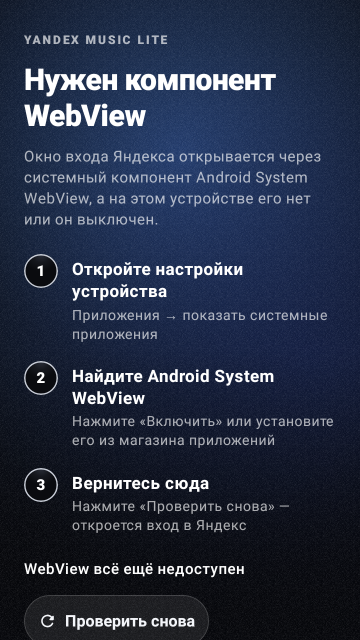 YANDEX MUSIC LITE
Нужен компонент
WebView
Окно входа Яндекса открывается через
системный компонент Android System
WebView, а на этом устройстве его нет
или он выключен.
1
Откройте настройки
устройства
Приложения → показать системные
приложения
2
Найдите Android System
WebView
Нажмите «Включить» или установите
его из магазина приложений
3
Вернитесь сюда
Нажмите «Проверить снова» —
откроется вход в Яндекс
WebView всё ещё недоступен
Проверить снова